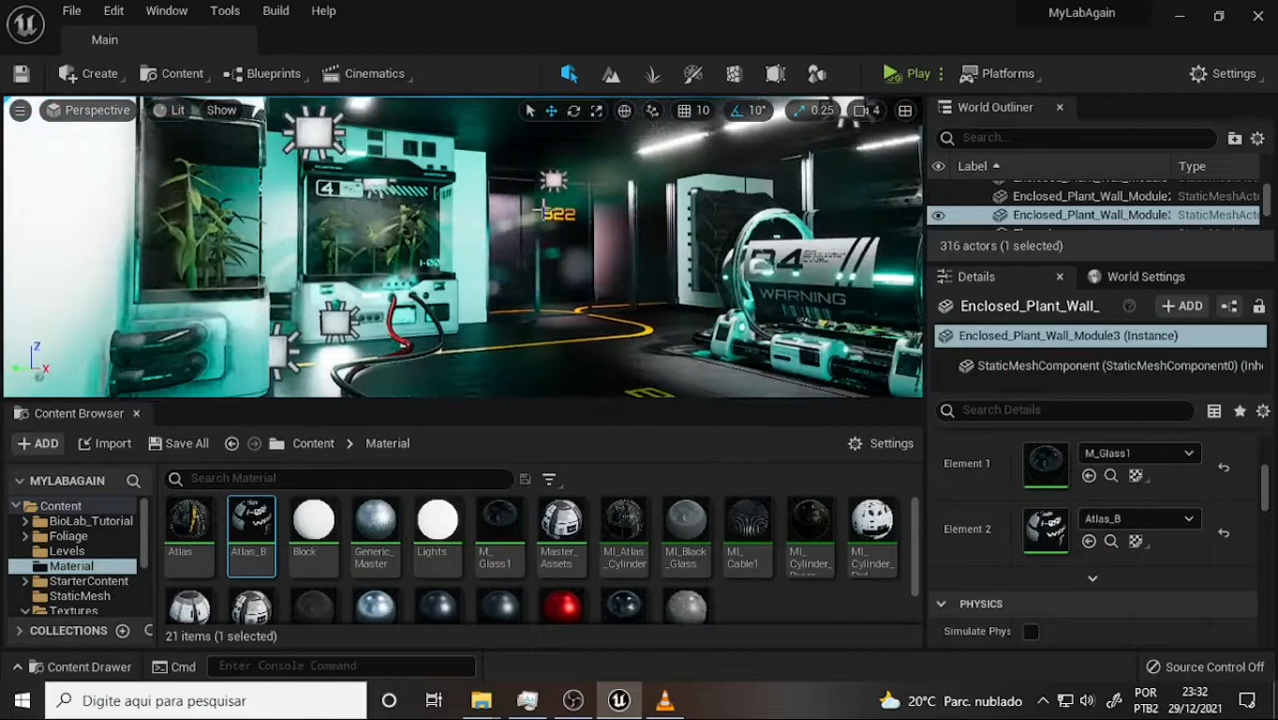 File Edit Window Tools Build Help
MyLabAgain
Main
Create Content Blueprints Cinematics Play Platforms Settings
Perspective Lit Show 10 10° 0.25 4
World Outliner
Search...
Label Type
Enclosed_Plant_Wall_Module: StaticMeshActo
Enclosed_Plant_Wall_Module: StaticMeshActo
316 actors (1 selected)
4
I-00
WARNING
Z
X
Details World Settings
Enclosed_Plant_Wall_ ADD
Enclosed_Plant_Wall_Module3 (Instance)
StaticMeshComponent (StaticMeshComponent0) (Inh
Search Details
Element 1 M_Glass1
Element 2 Atlas_B
PHYSICS
Simulate Phys
Content Browser
ADD Import Save All Content Material Settings
MYLABAGAIN
Search Material
Content
BioLab_Tutorial
Foliage
Levels
Material
StarterContent
StaticMesh
Textures
COLLECTIONS
Atlas
Atlas_B
Block
Generic_
Master
Lights
M_
Glass1
Master_
Assets
MI_Atlas
_Cylinder
MI_Black
_Glass
MI_
Cable1
MI_
Cylinder_
MI_
Cylinder_
21 items (1 selected)
Content Drawer Cmd Enter Console Command Source Control Off
Digite aqui para pesquisar
20°C Parc. nublado
POR
PTB2
23:32
29/12/2021